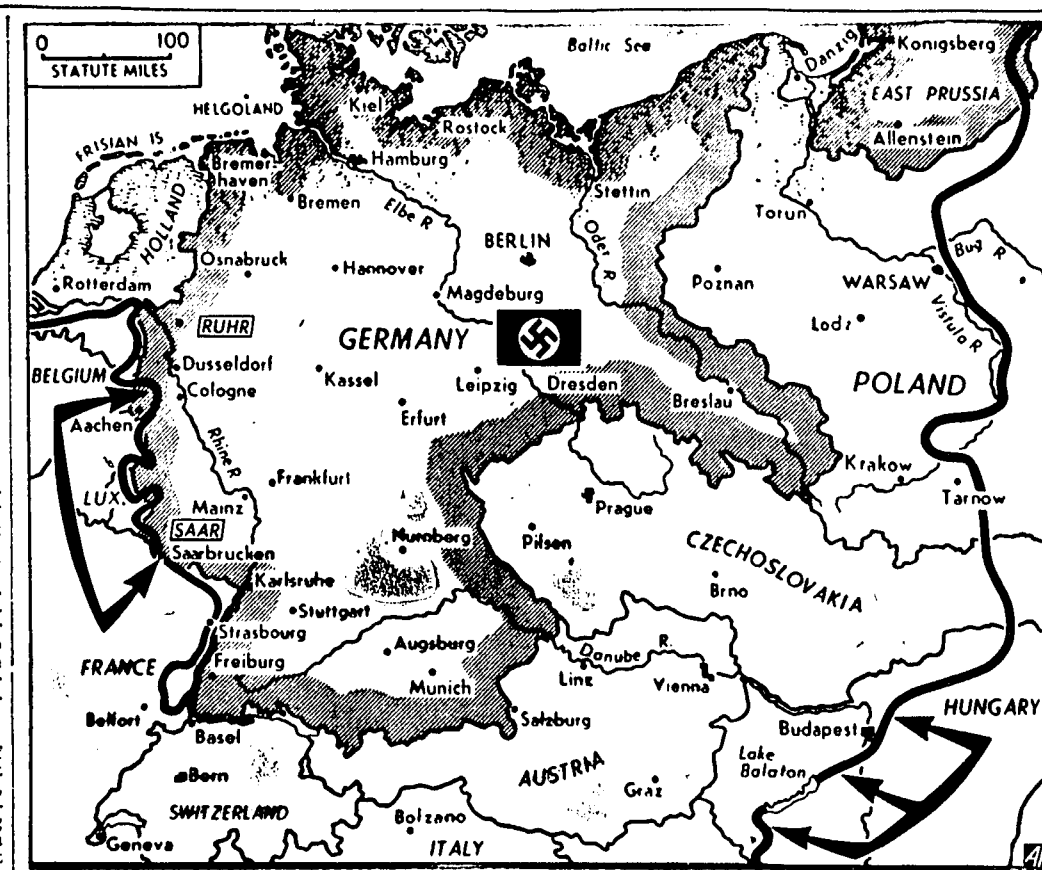 0 100
STATUTE MILES
Baltic Sea
Danzig
Konigsberg
EAST PRUSSIA
Allenstein
HELGOLAND
Kiel
Rostock
FRISIAN IS
Bremer-
haven
Hamburg
Stettin
Bremen
Elbe R
HOLLAND
Torun
Oder R
BERLIN
Bug R
Osnabruck
Hannover
Poznan
WARSAW
Rotterdam
Magdeburg
Vistula R
RUHR
GERMANY
Lodz
BELGIUM
Dusseldorf
Kassel
Leipzig
Dresden
POLAND
Cologne
Breslau
Aachen
Erfurt
Rhine R
Krakow
LUX.
Frankfurt
Tarnow
Mainz
Prague
SAAR
Nurnberg
Pilsen
Saarbrucken
CZECHOSLOVAKIA
Karlsruhe
Brno
Stuttgart
Strasbourg
Augsburg
Danube R.
FRANCE
Freiburg
Linz
Vienna
Munich
Belfort
Salzburg
HUNGARY
Basel
Budapest
Lake
Balaton
Bern
AUSTRIA
Graz
SWITZERLAND
Bolzano
Geneva
ITALY